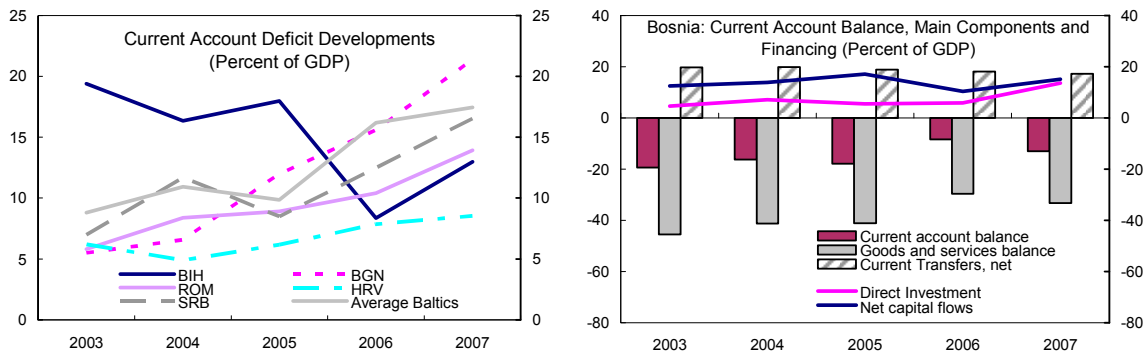 Current Account Deficit Developments
(Percent of GDP)
25
20
15
10
5
0
25
20
15
10
5
0
BIH
BGN
ROM
HRV
SRB
Average Baltics
2003 2004 2005 2006 2007
Bosnia: Current Account Balance, Main Components and
Financing (Percent of GDP)
40
20
0
-20
-40
-60
-80
40
20
0
-20
-40
-60
-80
Current account balance
Goods and services balance
Current Transfers, net
Direct Investment
Net capital flows
2003 2004 2005 2006 2007